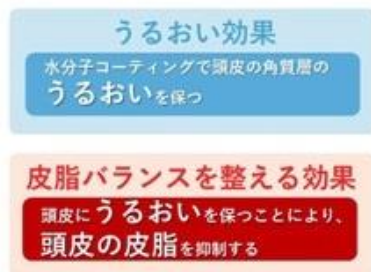 うるおい効果
水分子コーティングで頭皮の角質層の
うるおいを保つ
皮脂バランスを整える効果
頭皮にうるおいを保つことにより、
頭皮の皮脂を抑制する